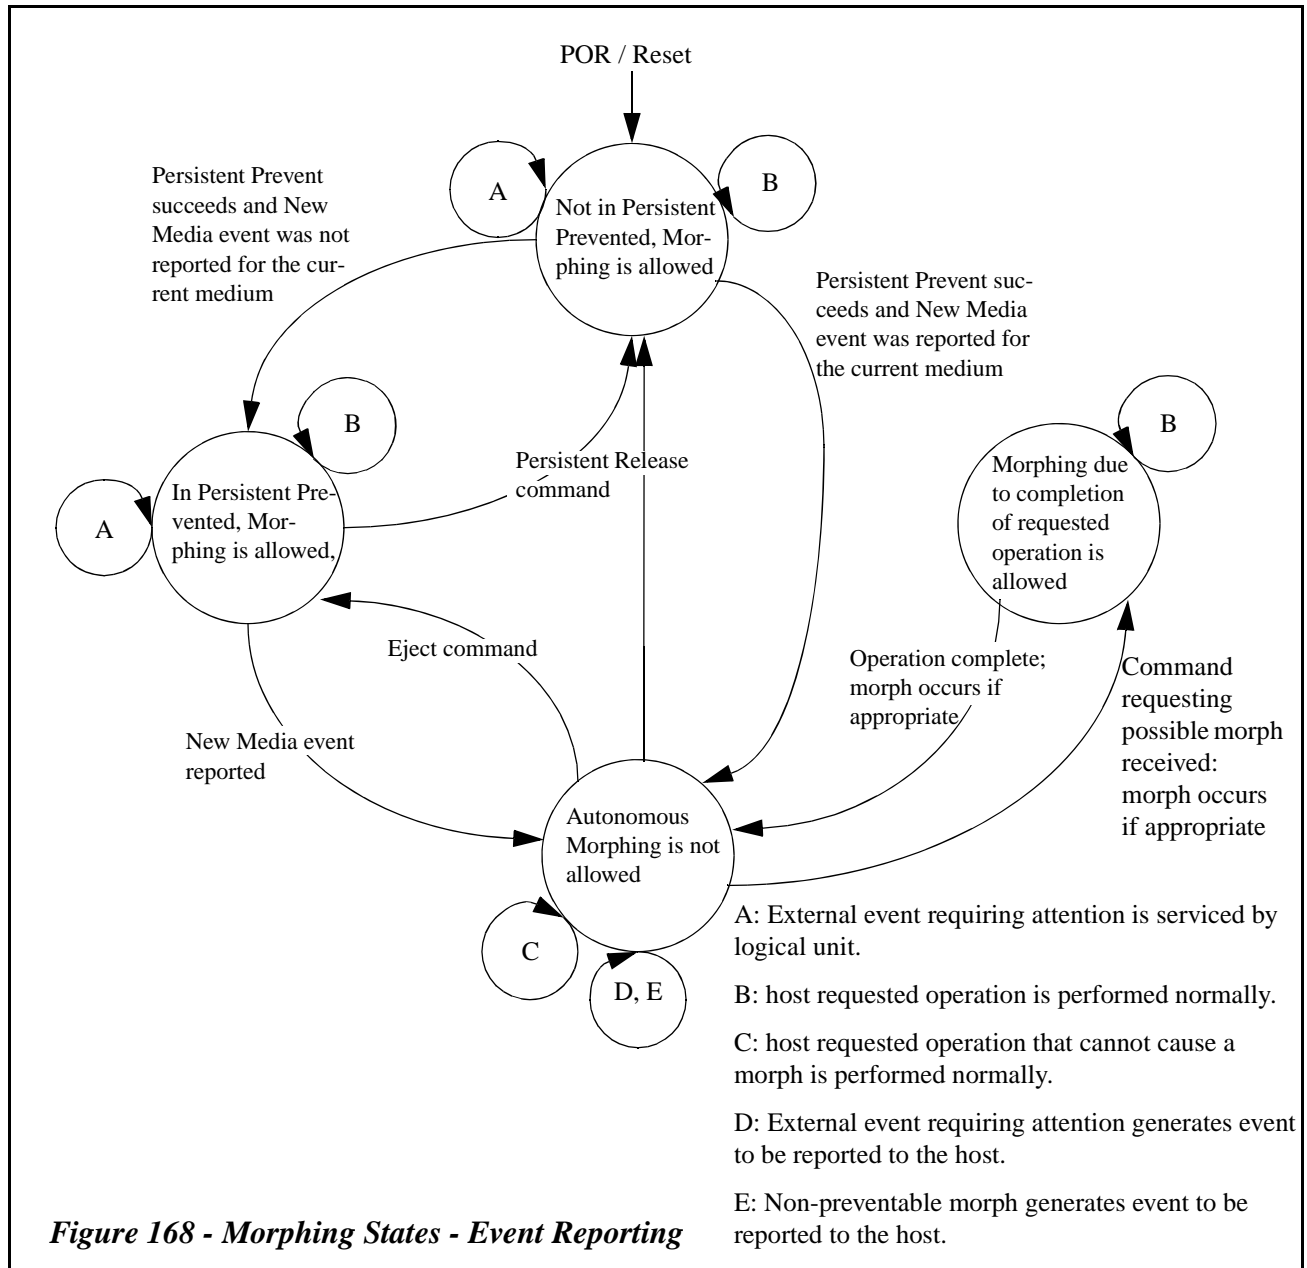 POR / Reset
A
B
Persistent Prevent
succeeds and New
Media event was not
reported for the cur-
rent medium
Not in Persistent
Prevented, Mor-
phing is allowed
Persistent Prevent suc-
ceeds and New Media
event was reported for
the current medium
B
A
In Persistent Pre-
vented, Mor-
phing is allowed,
Persistent Release
command
B
Morphing due
to completion
of requested
operation is
allowed
Eject command
Operation complete;
morph occurs if
appropriate
Command
requesting
possible morph
received:
morph occurs
if appropriate
New Media event
reported
Autonomous
Morphing is not
allowed
C
D, E
A: External event requiring attention is serviced by
logical unit.
B: host requested operation is performed normally.
C: host requested operation that cannot cause a
morph is performed normally.
D: External event requiring attention generates event
to be reported to the host.
E: Non-preventable morph generates event to be
reported to the host.
Figure 168 - Morphing States - Event Reporting